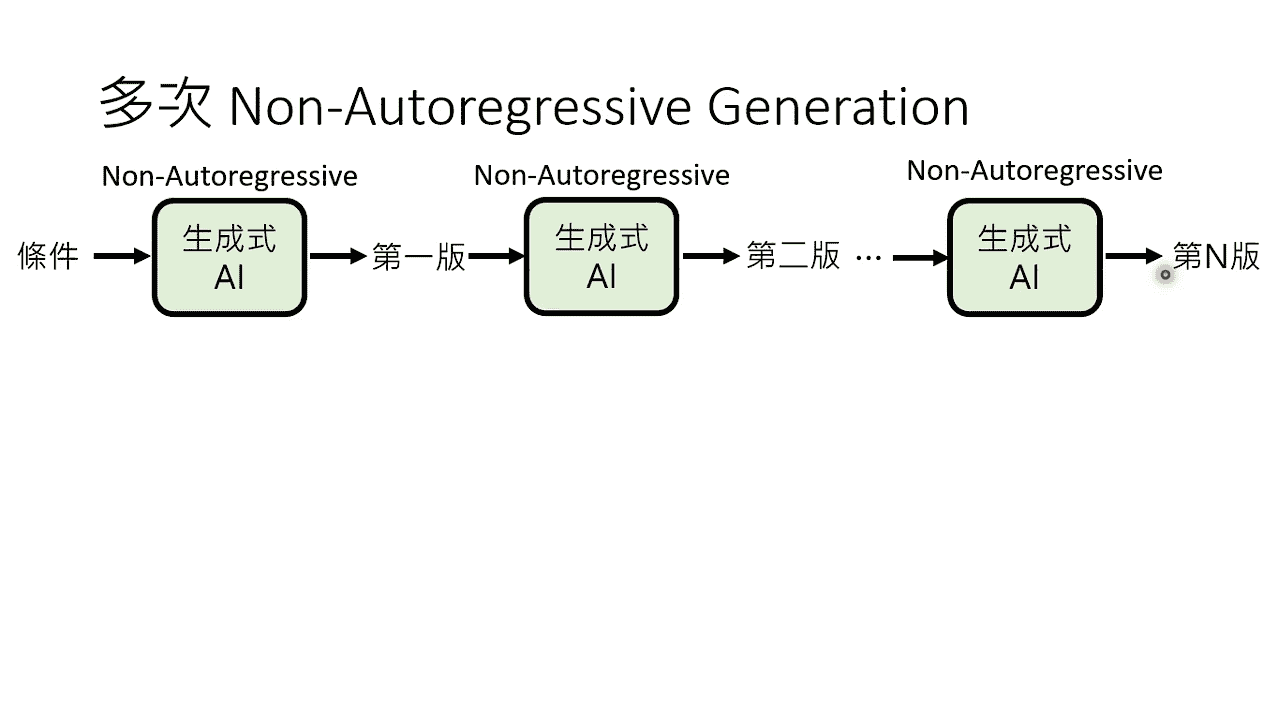 多次 Non-Autoregressive Generation
Non-Autoregressive
Non-Autoregressive
Non-Autoregressive
條件
生成式
AI
第一版
生成式
AI
第二版
…
生成式
AI
第N版